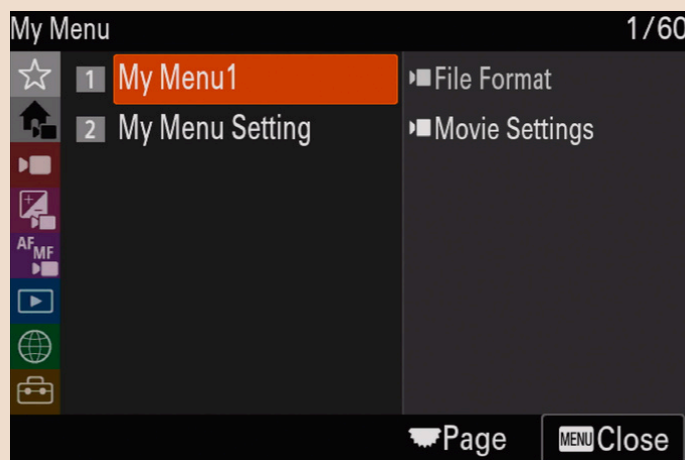 My Menu 1/60
1 My Menu1
2 My Menu Setting
File Format
Movie Settings
AF MF
Page MENU Close